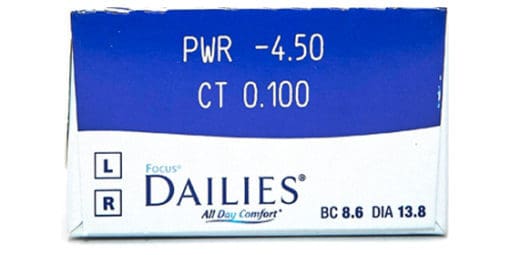 PWR -4.50
CT 0.100
L
R
Focus®
DAILIES®
All Day Comfort*
BC 8.6 DIA 13.8